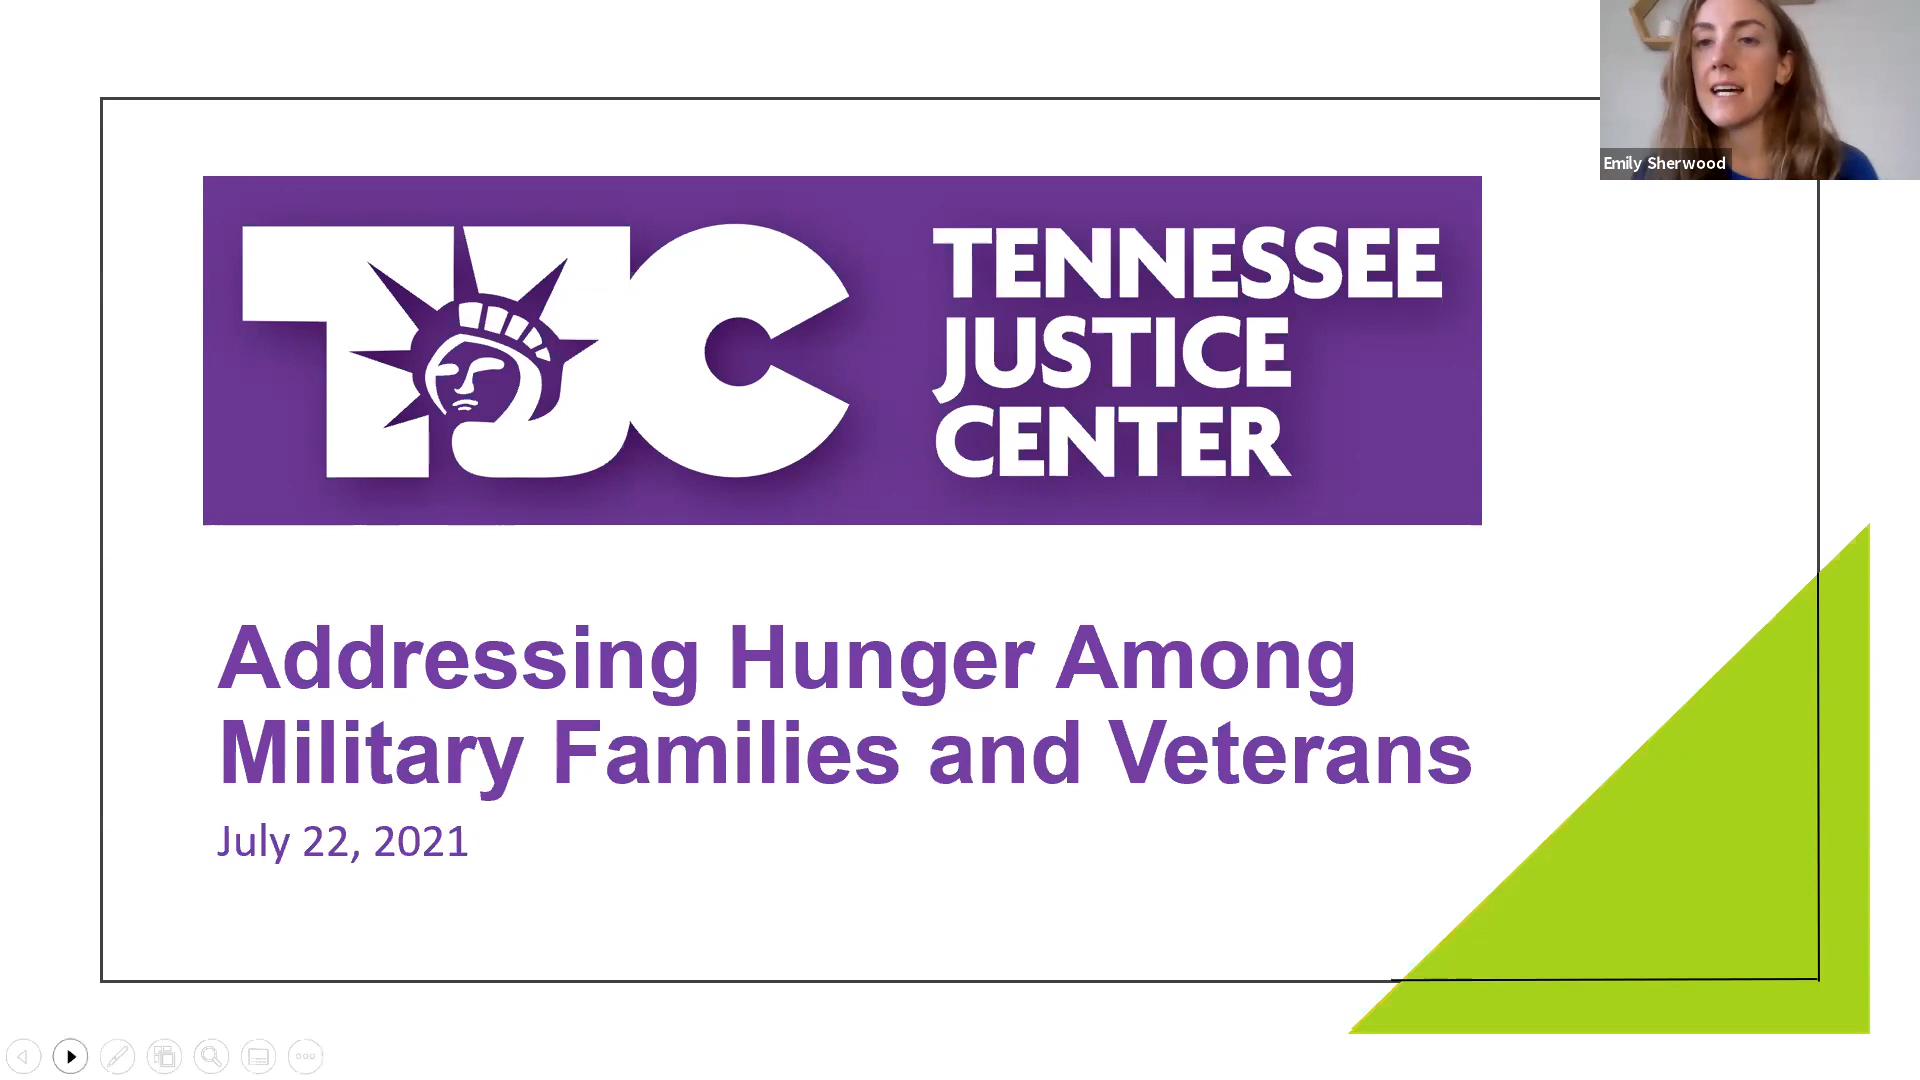 Emily Sherwood
TJC
TENNESSEE
JUSTICE
CENTER
Addressing Hunger Among
Military Families and Veterans
July 22, 2021